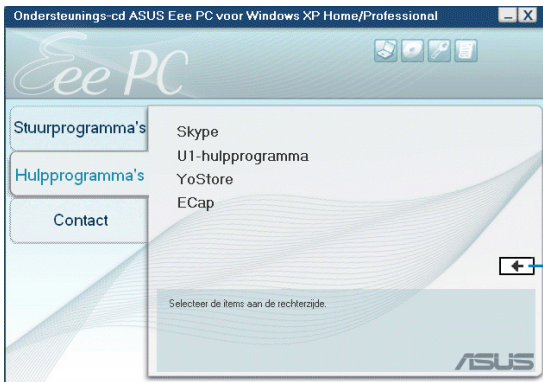 Ondersteunings-cd ASUS Eee PC voor Windows XP Home/Professional
Eee PC
Stuurprogramma's
Hulpprogramma's
Contact
Skype
U1-hulpprogramma
YoStore
ECap
Selecteer de items aan de rechterzijde.
ASUS